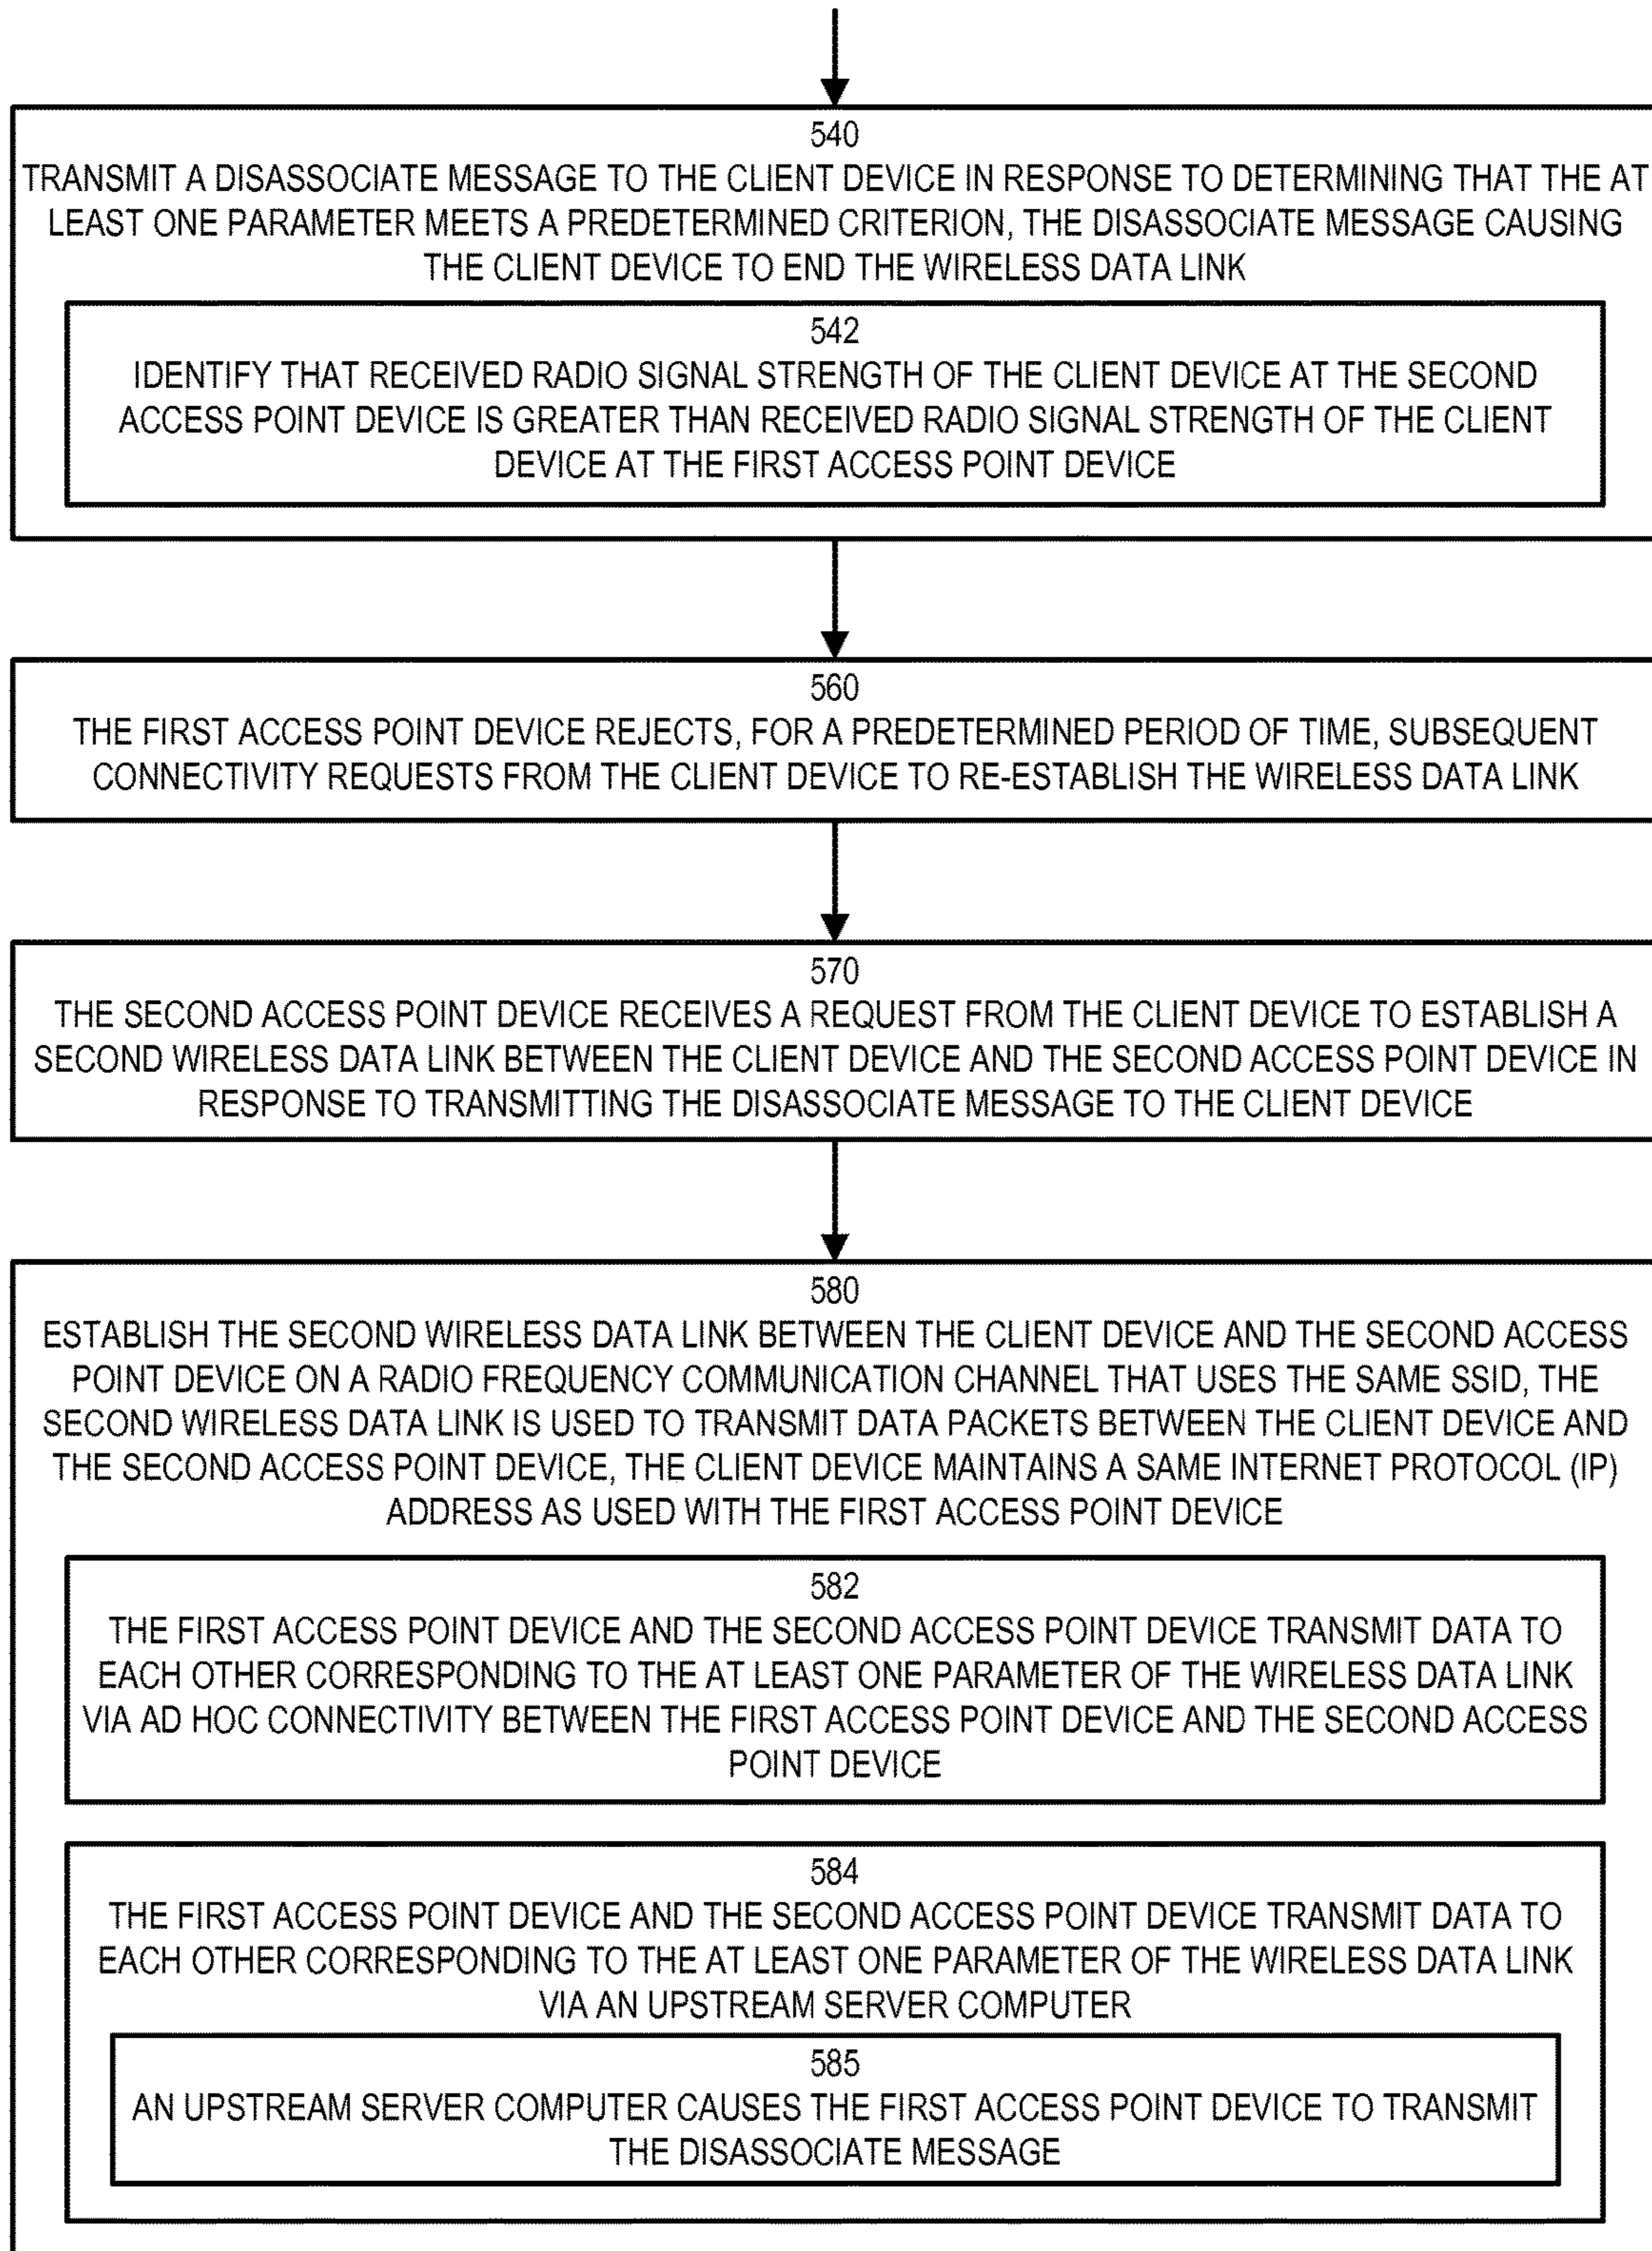 540
TRANSMIT A DISASSOCIATE MESSAGE TO THE CLIENT DEVICE IN RESPONSE TO DETERMINING THAT THE AT
LEAST ONE PARAMETER MEETS A PREDETERMINED CRITERION, THE DISASSOCIATE MESSAGE CAUSING
THE CLIENT DEVICE TO END THE WIRELESS DATA LINK
542
IDENTIFY THAT RECEIVED RADIO SIGNAL STRENGTH OF THE CLIENT DEVICE AT THE SECOND
ACCESS POINT DEVICE IS GREATER THAN RECEIVED RADIO SIGNAL STRENGTH OF THE CLIENT
DEVICE AT THE FIRST ACCESS POINT DEVICE
560
THE FIRST ACCESS POINT DEVICE REJECTS, FOR A PREDETERMINED PERIOD OF TIME, SUBSEQUENT
CONNECTIVITY REQUESTS FROM THE CLIENT DEVICE TO RE-ESTABLISH THE WIRELESS DATA LINK
570
THE SECOND ACCESS POINT DEVICE RECEIVES A REQUEST FROM THE CLIENT DEVICE TO ESTABLISH A
SECOND WIRELESS DATA LINK BETWEEN THE CLIENT DEVICE AND THE SECOND ACCESS POINT DEVICE IN
RESPONSE TO TRANSMITTING THE DISASSOCIATE MESSAGE TO THE CLIENT DEVICE
580
ESTABLISH THE SECOND WIRELESS DATA LINK BETWEEN THE CLIENT DEVICE AND THE SECOND ACCESS
POINT DEVICE ON A RADIO FREQUENCY COMMUNICATION CHANNEL THAT USES THE SAME SSID, THE
SECOND WIRELESS DATA LINK IS USED TO TRANSMIT DATA PACKETS BETWEEN THE CLIENT DEVICE AND
THE SECOND ACCESS POINT DEVICE, THE CLIENT DEVICE MAINTAINS A SAME INTERNET PROTOCOL (IP)
ADDRESS AS USED WITH THE FIRST ACCESS POINT DEVICE
582
THE FIRST ACCESS POINT DEVICE AND THE SECOND ACCESS POINT DEVICE TRANSMIT DATA TO
EACH OTHER CORRESPONDING TO THE AT LEAST ONE PARAMETER OF THE WIRELESS DATA LINK
VIA AD HOC CONNECTIVITY BETWEEN THE FIRST ACCESS POINT DEVICE AND THE SECOND ACCESS
POINT DEVICE
584
THE FIRST ACCESS POINT DEVICE AND THE SECOND ACCESS POINT DEVICE TRANSMIT DATA TO
EACH OTHER CORRESPONDING TO THE AT LEAST ONE PARAMETER OF THE WIRELESS DATA LINK
VIA AN UPSTREAM SERVER COMPUTER
585
AN UPSTREAM SERVER COMPUTER CAUSES THE FIRST ACCESS POINT DEVICE TO TRANSMIT
THE DISASSOCIATE MESSAGE